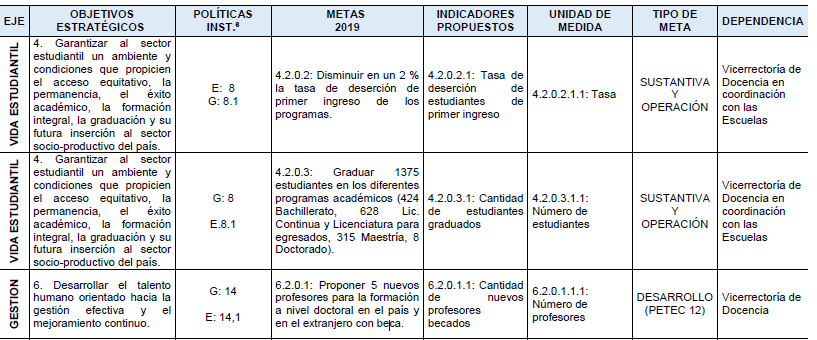 EJE
OBJETIVOS
ESTRATÉGICOS
POLÍTICAS
INST.⁶
METAS
2019
INDICADORES
PROPUESTOS
UNIDAD DE
MEDIDA
TIPO DE
META
DEPENDENCIA
VIDA ESTUDIANTIL
4. Garantizar al sector
estudiantil un ambiente y
condiciones que propicien
el acceso equitativo, la
permanencia, el éxito
académico, la formación
integral, la graduación y su
futura inserción al sector
socio-productivo del país.
E: 8
G: 8.1
4.2.0.2: Disminuir en un 2 %
la tasa de deserción de
primer ingreso de los
programas.
4.2.0.2.1: Tasa de
deserción de
estudiantes de
primer ingreso
4.2.0.2.1.1: Tasa
SUSTANTIVA
Y
OPERACIÓN
Vicerrectoría de
Docencia en
coordinación
con las
Escuelas
VIDA ESTUDIANTIL
4. Garantizar al sector
estudiantil un ambiente y
condiciones que propicien
el acceso equitativo, la
permanencia, el éxito
académico, la formación
integral, la graduación y su
futura inserción al sector
socio-productivo del país.
G: 8
E.8.1
4.2.0.3: Graduar 1375
estudiantes en los diferentes
programas académicos (424
Bachillerato, 628 Lic.
Continua y Licenciatura para
egresados, 315 Maestría, 8
Doctorado).
4.2.0.3.1: Cantidad
de estudiantes
graduados
4.2.0.3.1.1:
Número de
estudiantes
SUSTANTIVA
Y
OPERACIÓN
Vicerrectoría de
Docencia en
coordinación
con las
Escuelas
GESTION
6. Desarrollar el talento
humano orientado hacia la
gestión efectiva y el
mejoramiento continuo.
G: 14
E: 14,1
6.2.0.1: Proponer 5 nuevos
profesores para la formación
a nivel doctoral en el país y
en el extranjero con beca.
6.2.0.1.1: Cantidad
de nuevos
profesores
becados
6.2.0.1.1.1:
Número de
profesores
DESARROLLO
(PETEC 12)
Vicerrectoría de
Docencia